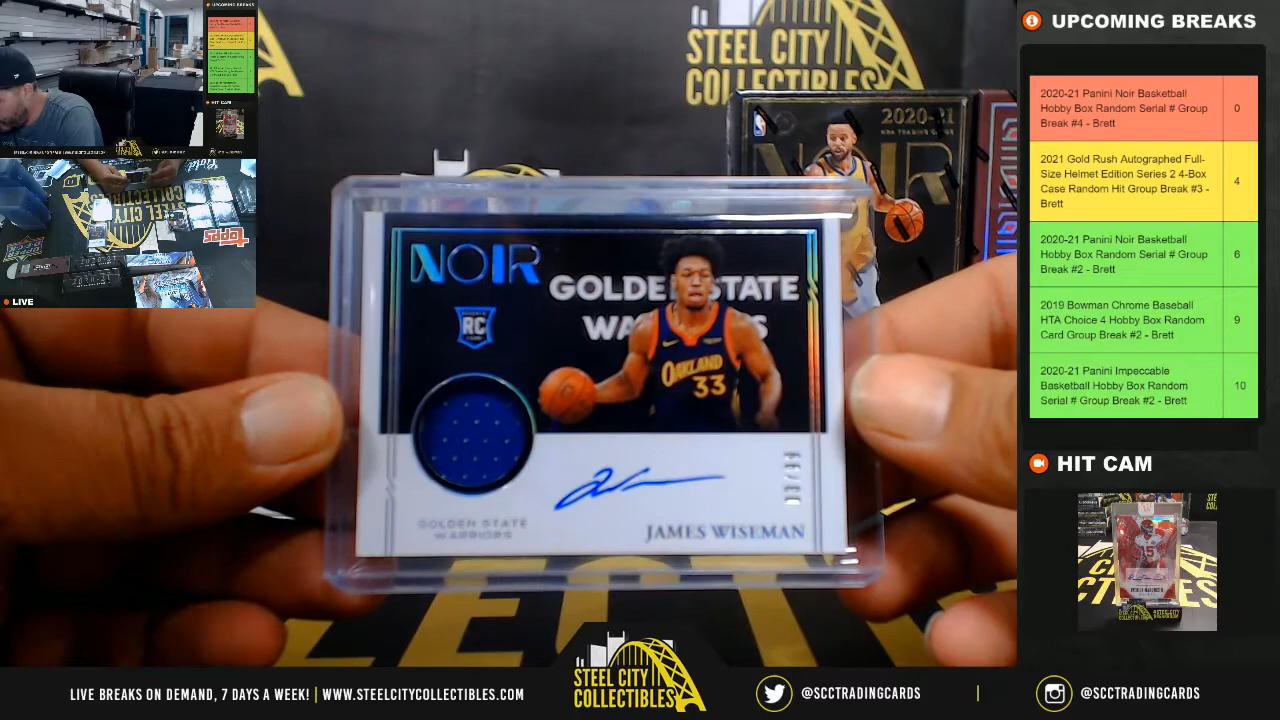 HIT CAM
LIVE
STEEL CITY
COLLECTIBLES
2020-21
NOIR
NOIR
RC
GOLDEN STATE
WARRIORS
OAKLAND
33
GOLDEN STATE
WARRIORS
JAMES WISEMAN
topps
UPCOMING BREAKS
2020-21 Panini Noir Basketball
Hobby Box Random Serial # Group
Break #4 - Brett
0
2021 Gold Rush Autographed Full-
Size Helmet Edition Series 2 4-Box
Case Random Hit Group Break #3 -
Brett
4
2020-21 Panini Noir Basketball
Hobby Box Random Serial # Group
Break #2 - Brett
6
2019 Bowman Chrome Baseball
HTA Choice 4 Hobby Box Random
Card Group Break #2 - Brett
9
2020-21 Panini Impeccable
Basketball Hobby Box Random
Serial # Group Break #2 - Brett
10
HIT CAM
LIVE BREAKS ON DEMAND, 7 DAYS A WEEK! | WWW.STEELCITYCOLLECTIBLES.COM
STEEL CITY
COLLECTIBLES
@SCCTRADINGCARDS
@SCCTRADINGCARDS